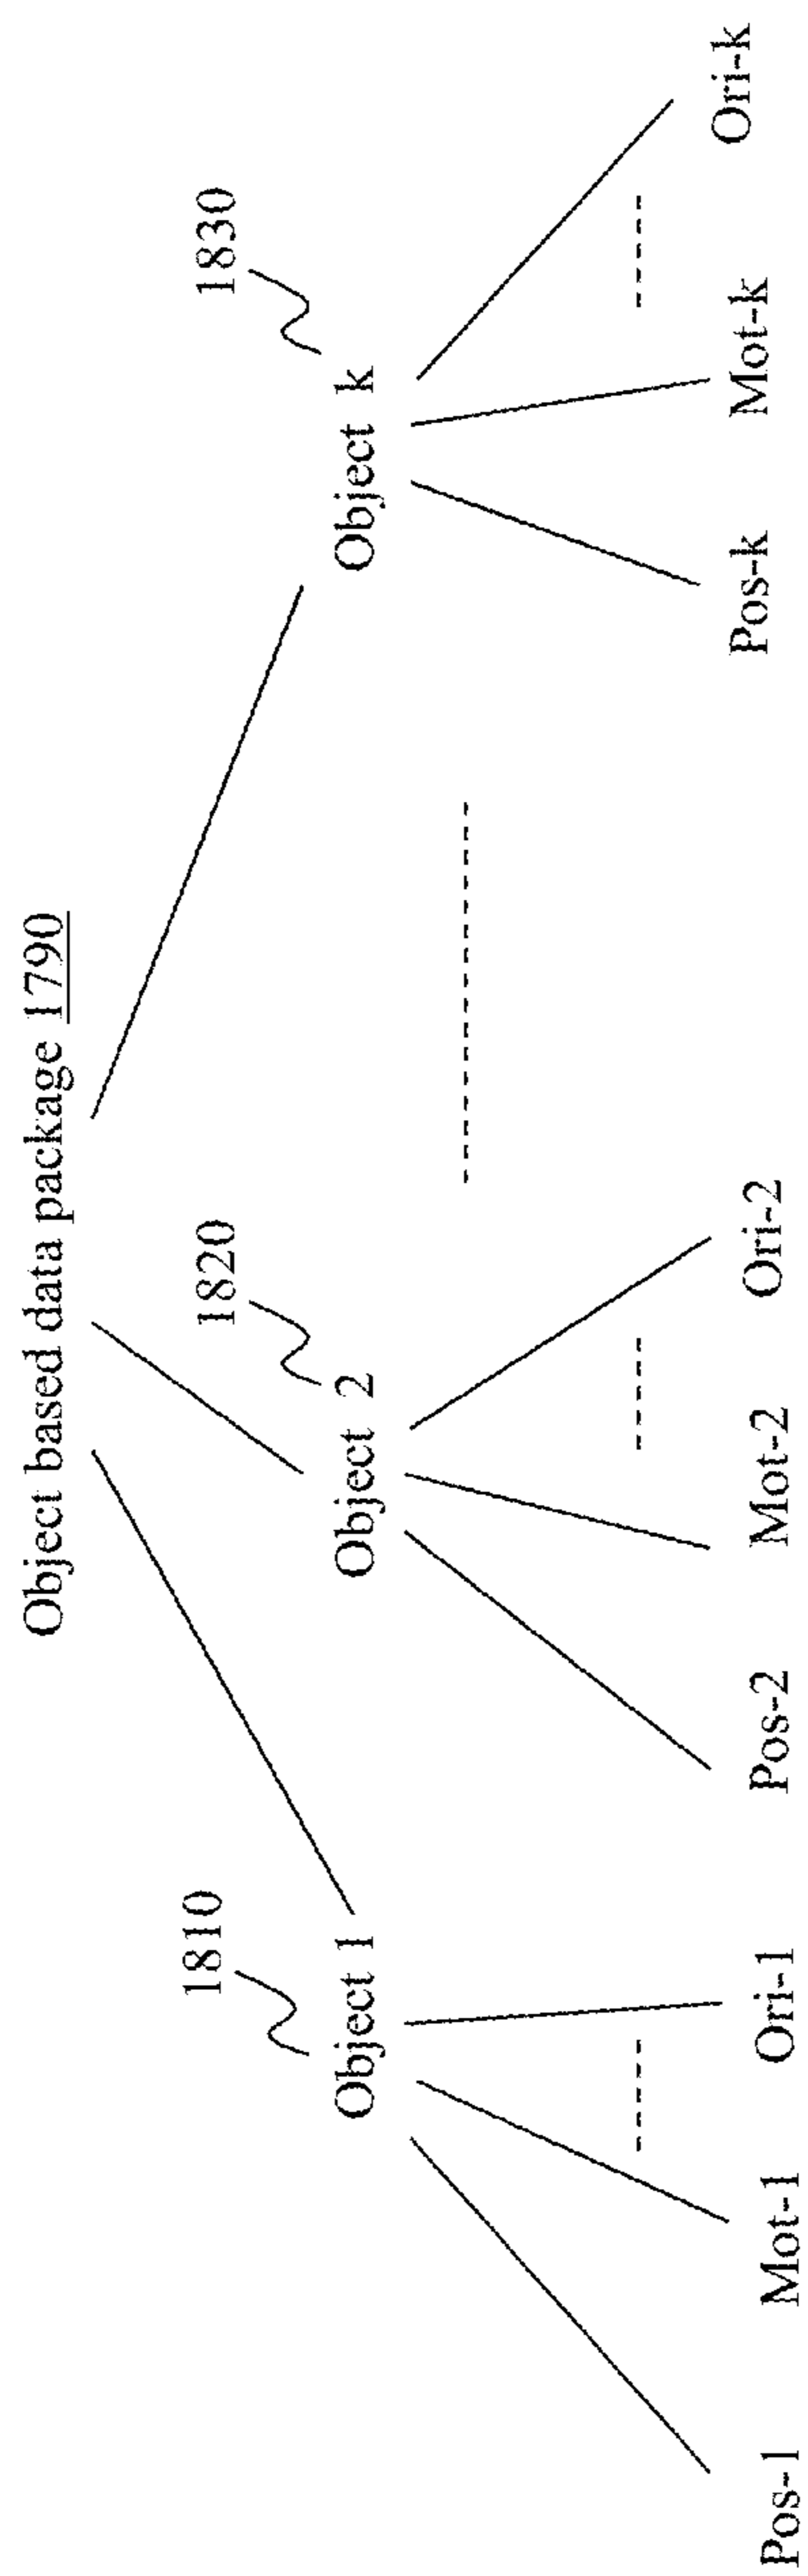 Object based data package 1790
1810
1820
1830
Object 1
Object 2
Object k
Pos-1
Mot-1
Ori-1
Pos-2
Mot-2
Ori-2
Pos-k
Mot-k
Ori-k